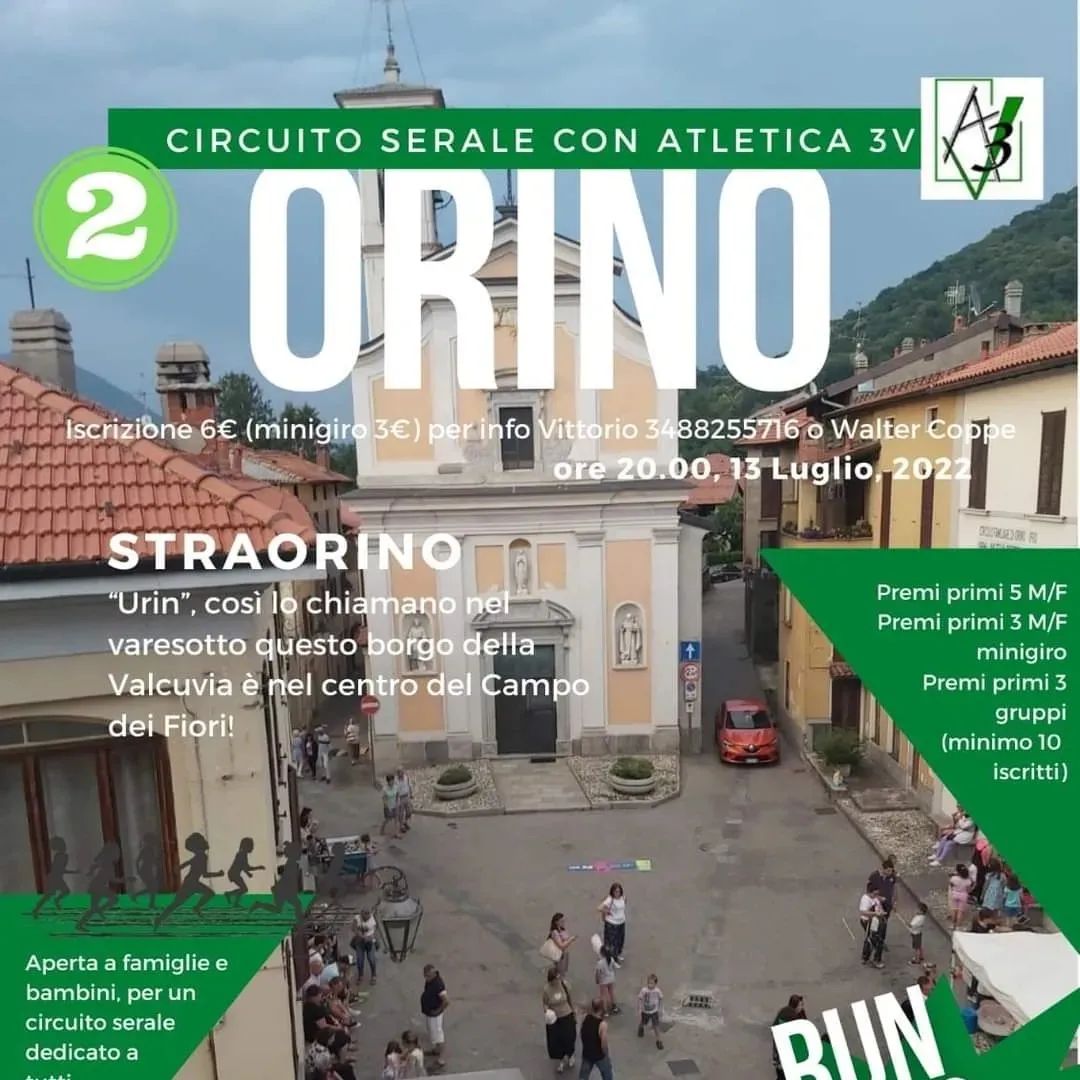 CIRCUITO SERALE CON ATLETICA 3V
A3
2
ORINO
Iscrizione 6€ (minigiro 3€) per info Vittorio 3488255716 o Walter Coppe
ore 20.00, 13 Luglio, 2022
STRAORINO
“Urin”, così lo chiamano nel
varesotto questo borgo della
Valcuvia è nel centro del Campo
dei Fiori!
Premi primi 5 M/F
Premi primi 3 M/F
minigiro
Premi primi 3
gruppi
(minimo 10
iscritti)
Aperta a famiglie e
bambini, per un
circuito serale
dedicato a
tutti
RUN